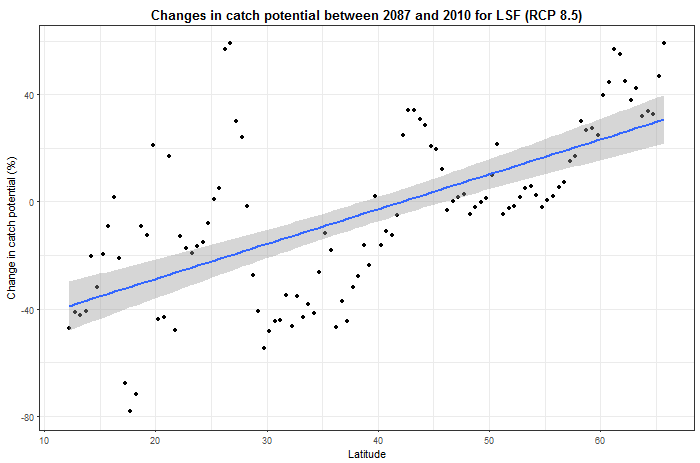 Changes in catch potential between 2087 and 2010 for LSF (RCP 8.5)
Change in catch potential (%)
40
0
-40
-80
10 20 30 40 50 60
Latitude